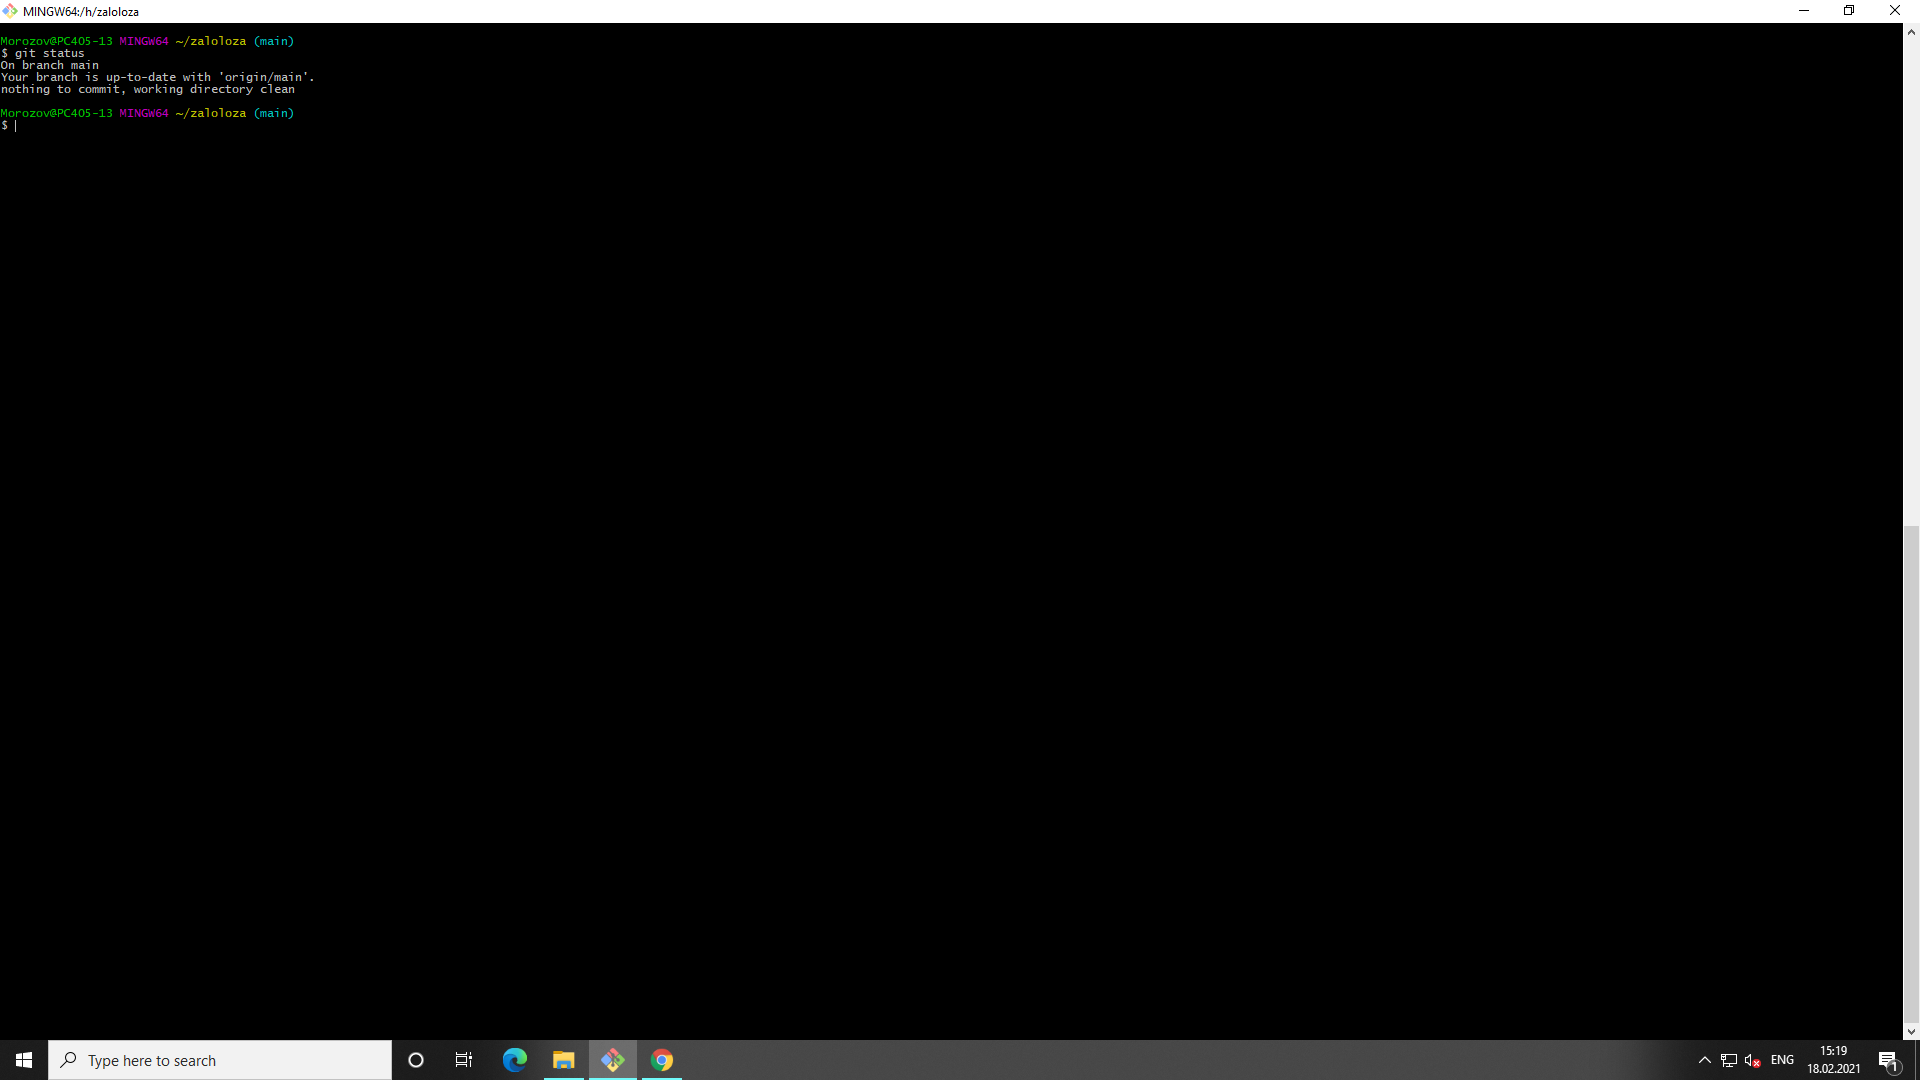 MINGW64:/h/zaloloza
Morozov@PC405-13 MINGW64 ~/zaloloza (main)
$ git status
On branch main
Your branch is up-to-date with 'origin/main'.
nothing to commit, working directory clean
Morozov@PC405-13 MINGW64 ~/zaloloza (main)
$
Type here to search
ENG
15:19
18.02.2021
1